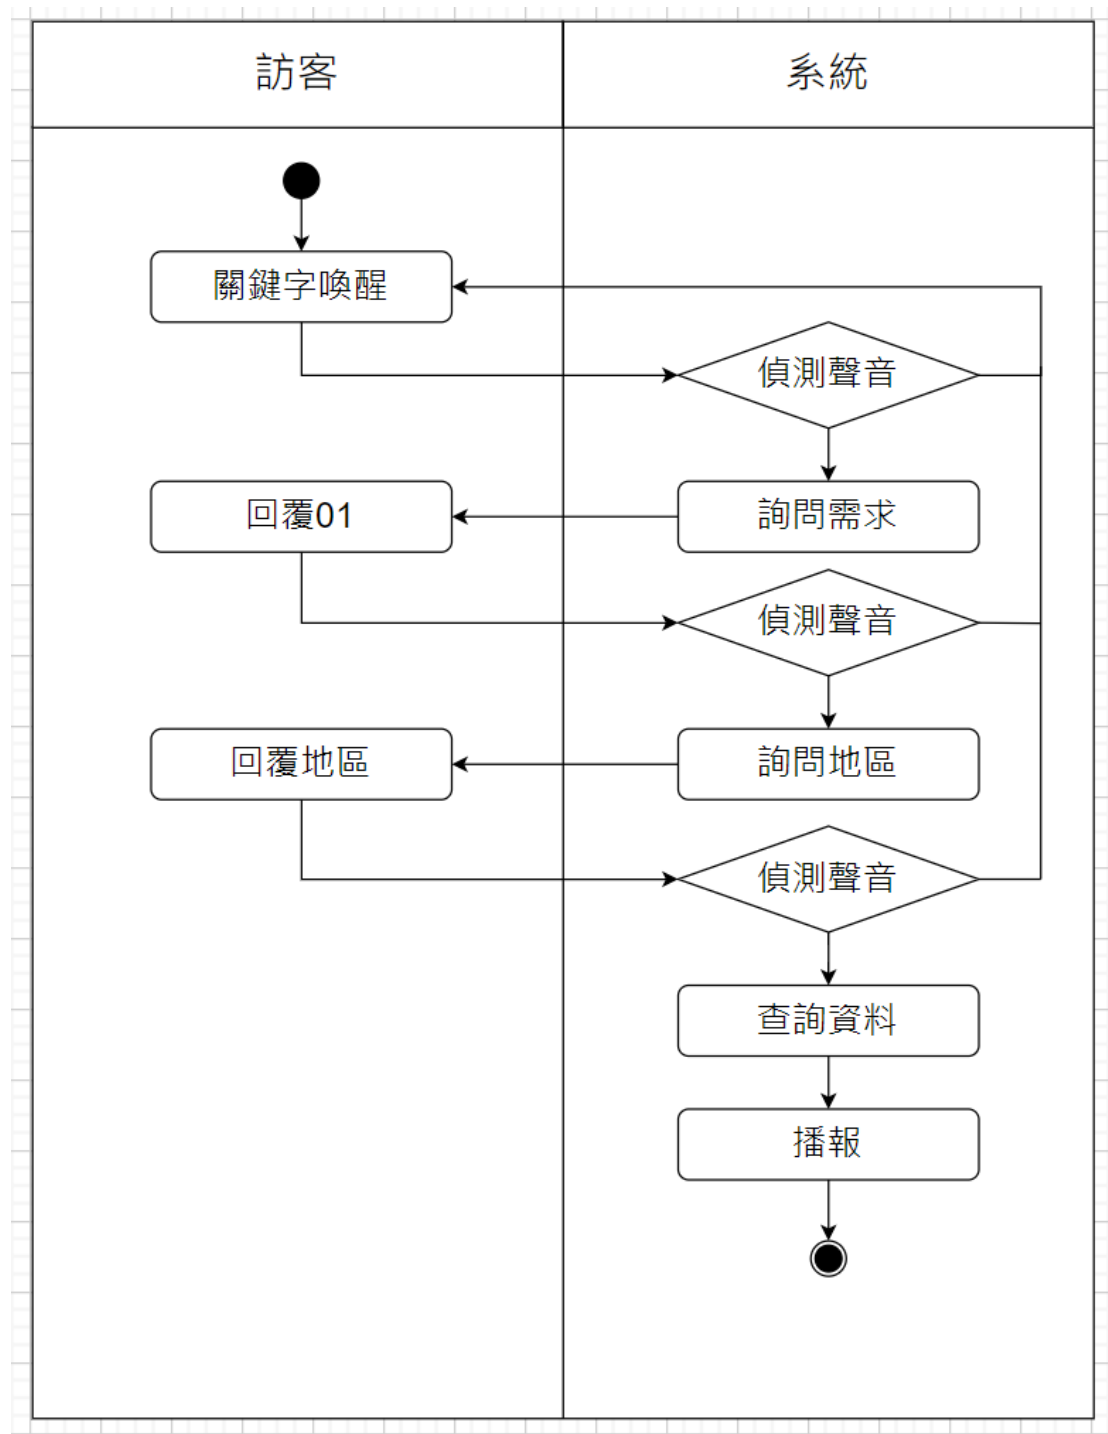 訪客
系統
關鍵字喚醒
偵測聲音
回覆01
詢問需求
偵測聲音
回覆地區
詢問地區
偵測聲音
查詢資料
播報